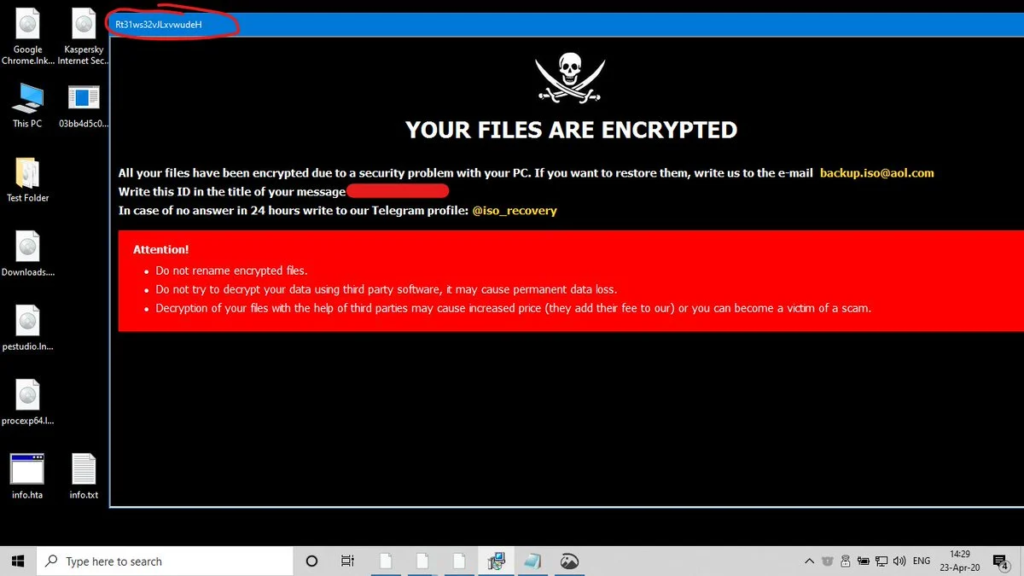 Rt31ws32vJLxvwudeH
Google
Chrome.lnk...
Kaspersky
Internet Sec...
This PC
03bb4d5c0...
Test Folder
Downloads....
pestudio.ln...
procexp64.l...
info.hta
info.txt
YOUR FILES ARE ENCRYPTED
All your files have been encrypted due to a security problem with your PC. If you want to restore them, write us to the e-mail backup.iso@aol.com
Write this ID in the title of your message
In case of no answer in 24 hours write to our Telegram profile: @iso_recovery
Attention!
• Do not rename encrypted files.
• Do not try to decrypt your data using third party software, it may cause permanent data loss.
• Decryption of your files with the help of third parties may cause increased price (they add their fee to our) or you can become a victim of a scam.
Type here to search
ENG
14:29
23-Apr-20
4